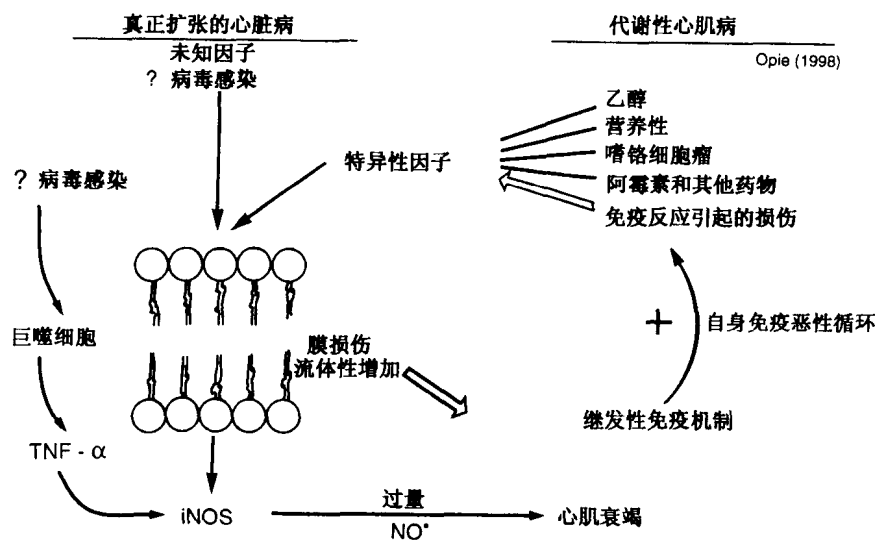 真正扩张的心脏病
未知因子
? 病毒感染
代谢性心肌病
Opie (1998)
乙醇
营养性
嗜铬细胞瘤
阿霉素和其他药物
免疫反应引起的损伤
特异性因子
? 病毒感染
巨噬细胞
TNF - α
膜损伤
流体性增加
+ 自身免疫恶性循环
继发性免疫机制
iNOS
过量
NO•
心肌衰竭